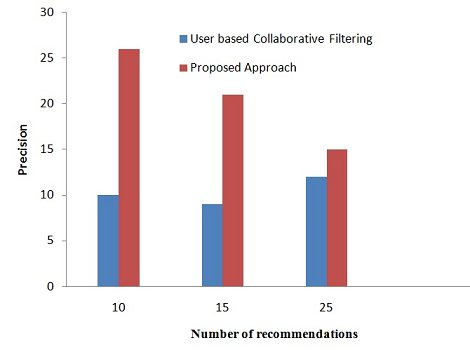 30
25
20
15
10
5
0
Precision
User based Collaborative Filtering
Proposed Approach
10 15 25
Number of recommendations